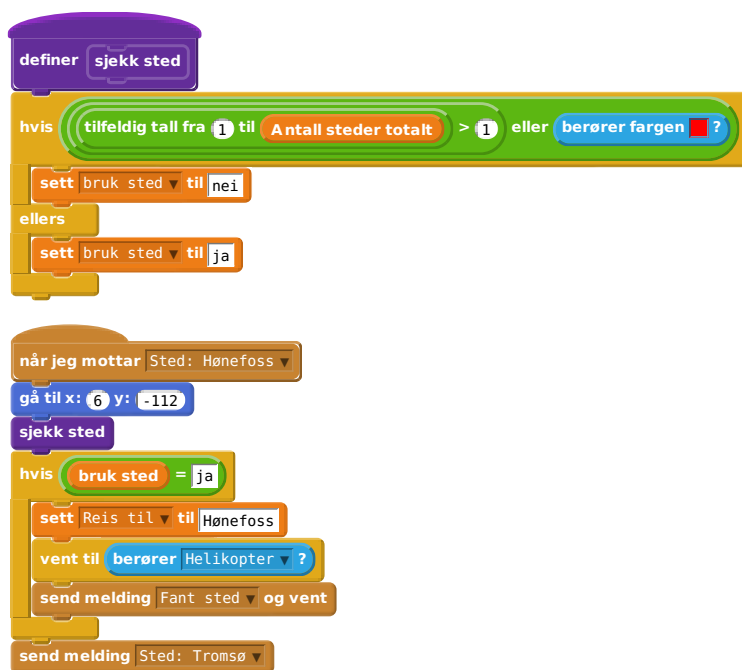 definer sjekk sted
hvis tilfeldig tall fra 1 til Antall steder totalt > 1 eller berører fargen ?
sett bruk sted ▾ til nei
ellers
sett bruk sted ▾ til ja
når jeg mottar Sted: Hønefoss ▾
gå til x: 6 y: -112
sjekk sted
hvis bruk sted = ja
sett Reis til ▾ til Hønefoss
vent til berører Helikopter ▾ ?
send melding Fant sted ▾ og vent
send melding Sted: Tromsø ▾